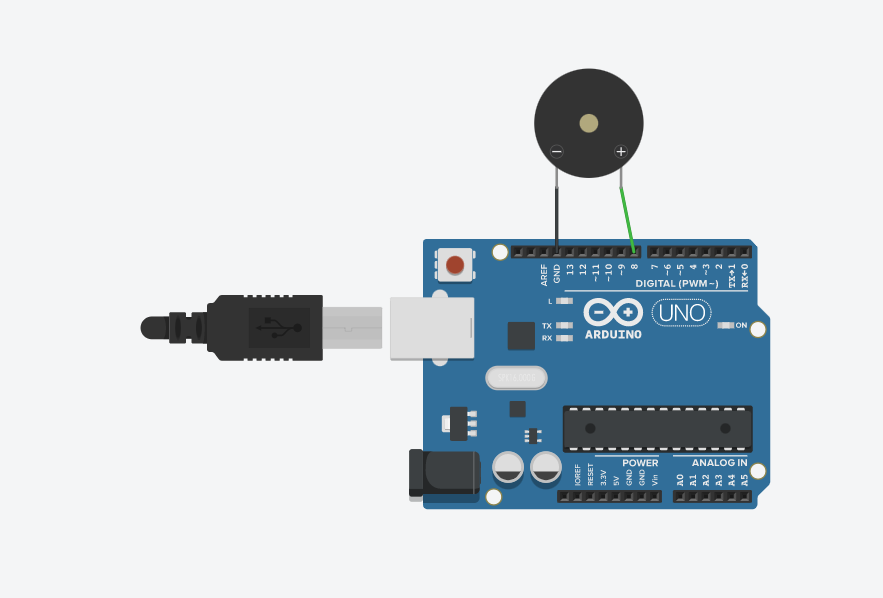 − +
AREF
GND
13
12
~11
~10
~9
8
7
~6
~5
4
~3
2
TX→1
RX←0
DIGITAL (PWM~)
L
TX
RX
ARDUINO
UNO
ON
POWER
ANALOG IN
IOREF
RESET
3.3V
5V
GND
GND
Vin
A0
A1
A2
A3
A4
A5